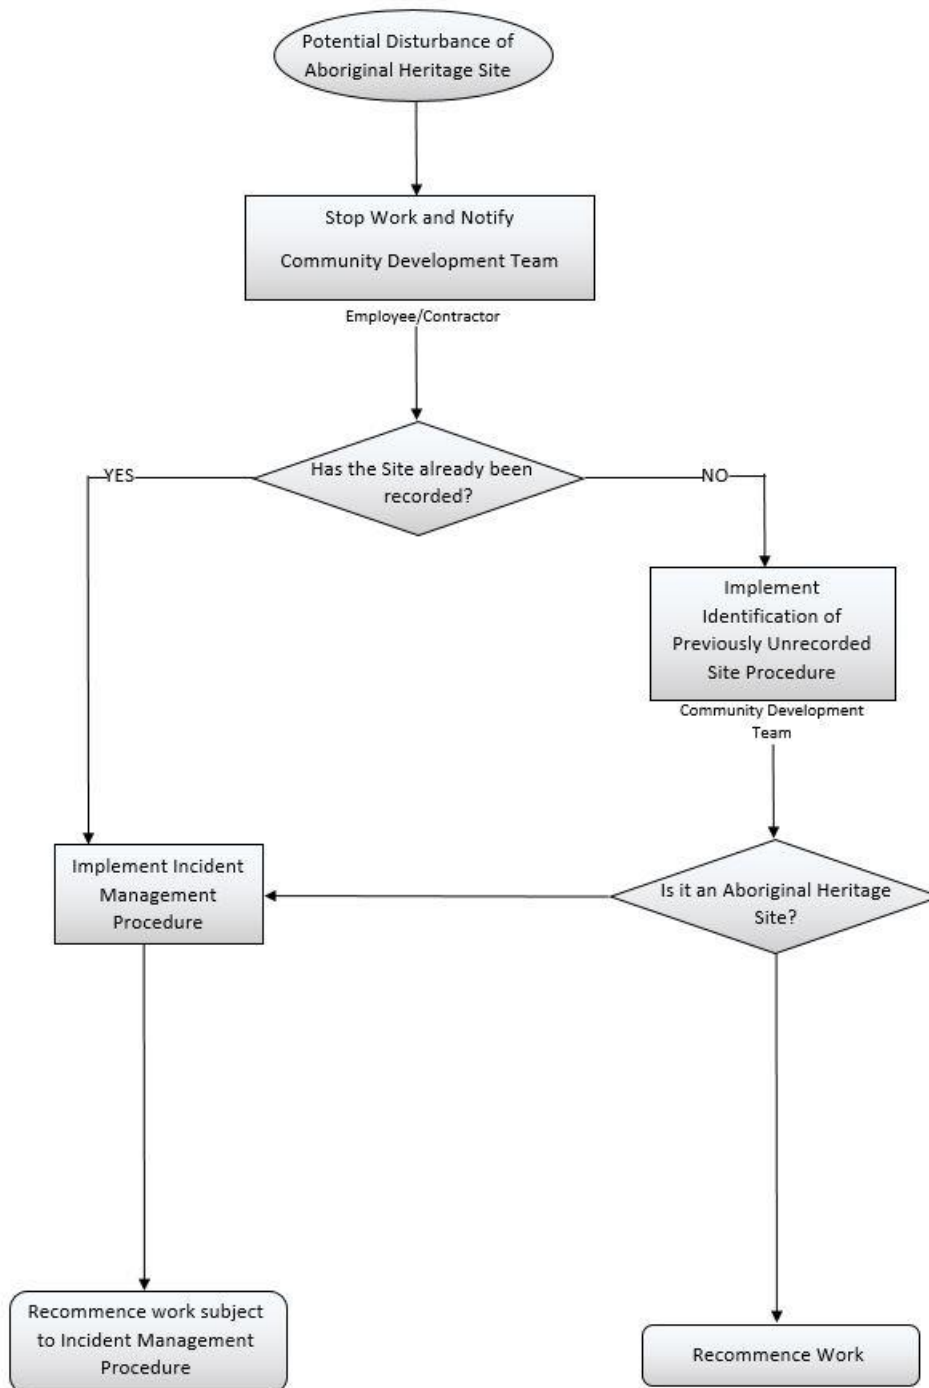 Potential Disturbance of
Aboriginal Heritage Site
Stop Work and Notify
Community Development Team
Employee/Contractor
Has the Site already been
recorded?
YES
NO
Implement
Identification of
Previously Unrecorded
Site Procedure
Community Development
Team
Implement Incident
Management
Procedure
Is it an Aboriginal Heritage
Site?
Recommence work subject
to Incident Management
Procedure
Recommence Work